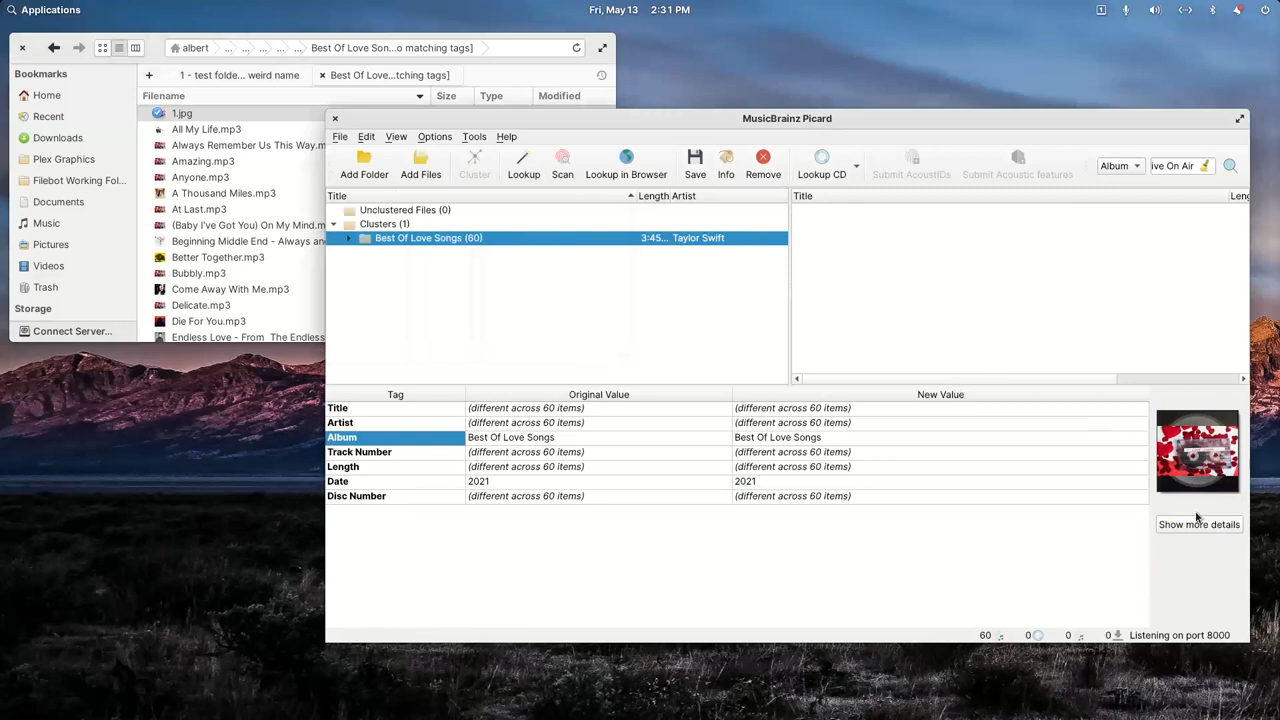 Applications
Fri, May 13 2:31 PM
1
albert ... ... ... ... Best Of Love Son...o matching tags]
Bookmarks
Home
Recent
Downloads
Plex Graphics
Filebot Working Fol...
Documents
Music
Pictures
Videos
Trash
Storage
Connect Server...
1 - test folde... weird name
Best Of Love...tching tags]
Filename Size Type Modified
1.jpg
All My Life.mp3
Always Remember Us This Way.m
Amazing.mp3
Anyone.mp3
A Thousand Miles.mp3
At Last.mp3
(Baby I've Got You) On My Mind.m
Beginning Middle End - Always an
Better Together.mp3
Bubbly.mp3
Come Away With Me.mp3
Delicate.mp3
Die For You.mp3
Endless Love - From The Endless
MusicBrainz Picard
File Edit View Options Tools Help
Add Folder Add Files Cluster Lookup Scan Lookup in Browser Save Info Remove Lookup CD Submit AcoustIDs Submit Acoustic features
Album ive On Air
Title Length Artist
Title Leng
Unclustered Files (0)
Clusters (1)
Best Of Love Songs (60) 3:45... Taylor Swift
Tag Original Value New Value
Title (different across 60 items) (different across 60 items)
Artist (different across 60 items) (different across 60 items)
Album Best Of Love Songs Best Of Love Songs
Track Number (different across 60 items) (different across 60 items)
Length (different across 60 items) (different across 60 items)
Date 2021 2021
Disc Number (different across 60 items) (different across 60 items)
Show more details
60 0 0 0 Listening on port 8000